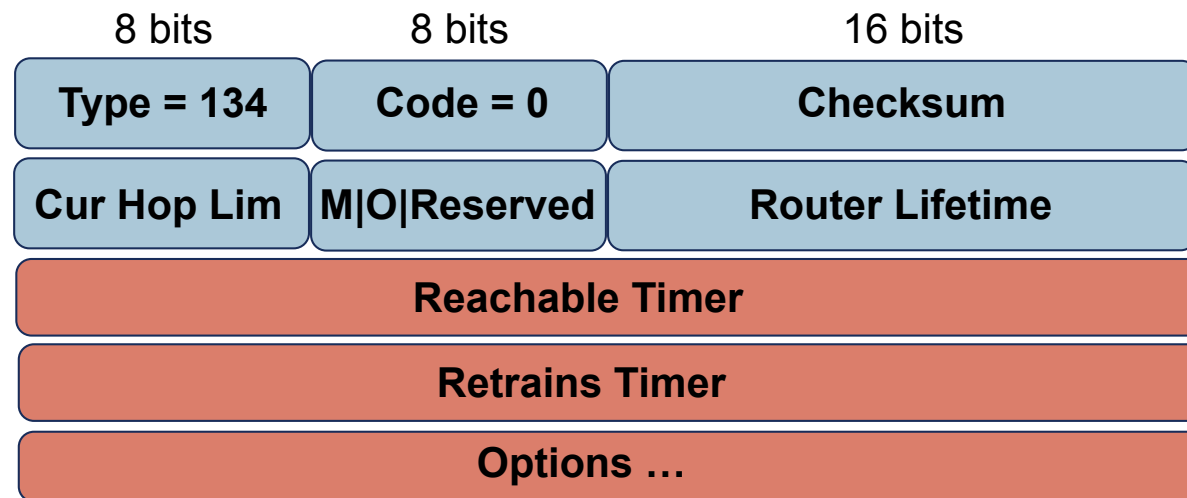 8 bits 8 bits 16 bits
Type = 134 Code = 0 Checksum
Cur Hop Lim M|O|Reserved Router Lifetime
Reachable Timer
Retrains Timer
Options …